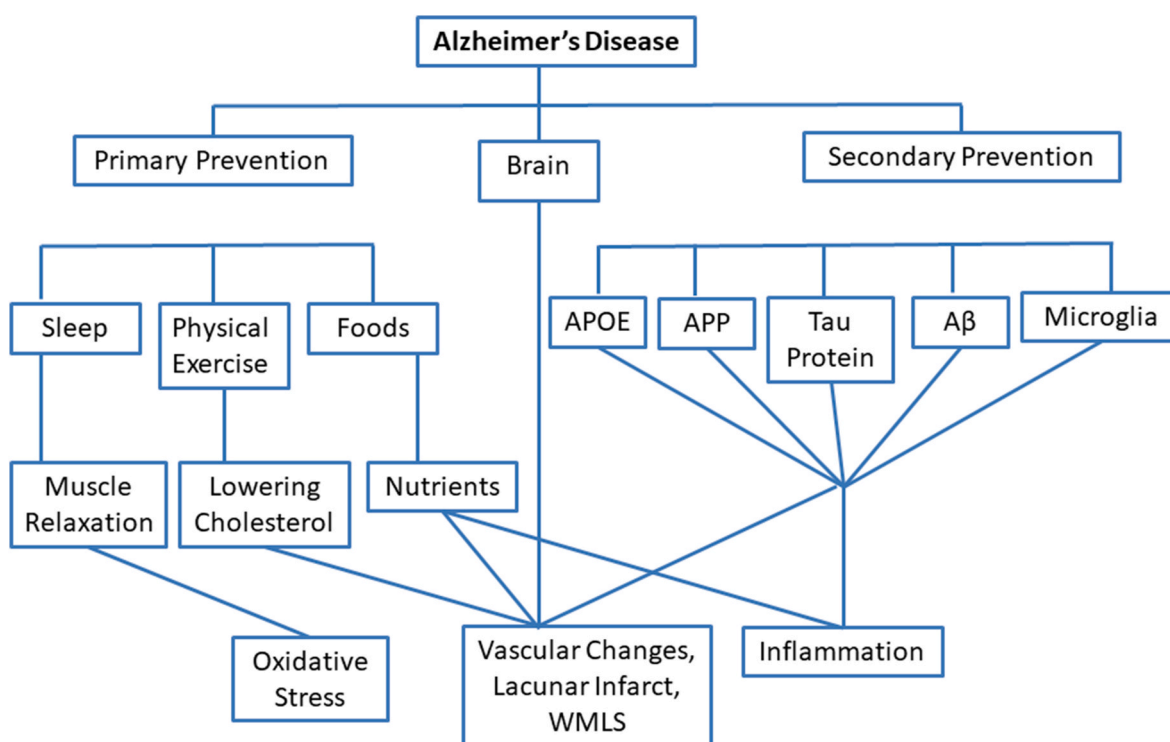 Alzheimer's Disease
Primary Prevention
Brain
Secondary Prevention
Sleep
Physical
Exercise
Foods
APOE
APP
Tau
Protein
Aβ
Microglia
Muscle
Relaxation
Lowering
Cholesterol
Nutrients
Oxidative
Stress
Vascular Changes,
Lacunar Infarct,
WMLS
Inflammation